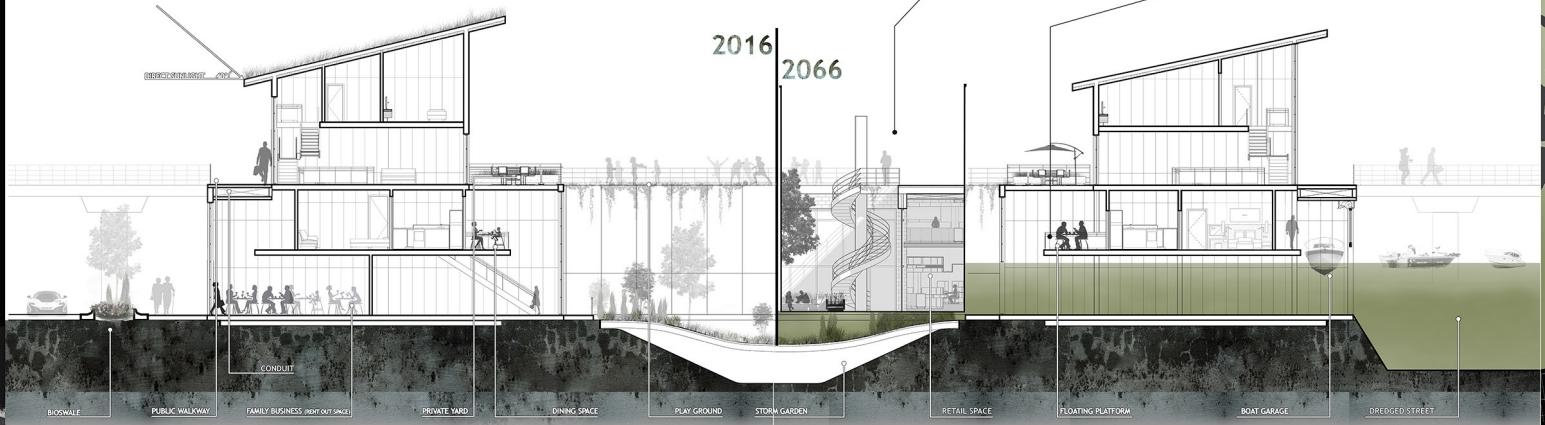 2016
2066
DIRECT SUNLIGHT
CONDUIT
BIOSWALE
PUBLIC WALKWAY
FAMILY BUSINESS (RENT OUT SPACE)
PRIVATE YARD
DINING SPACE
PLAY GROUND
STORM GARDEN
RETAIL SPACE
FLOATING PLATFORM
BOAT GARAGE
DREDGED STREET